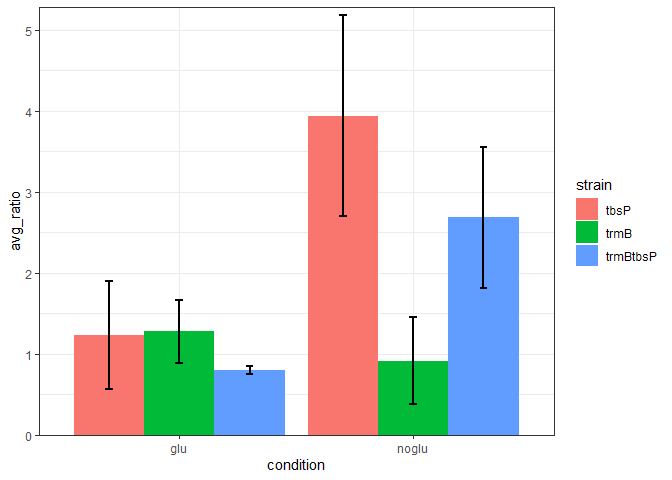 5
4
3
2
1
0
avg_ratio
glu
noglu
condition
strain
tbsP
trmB
trmBtbsP